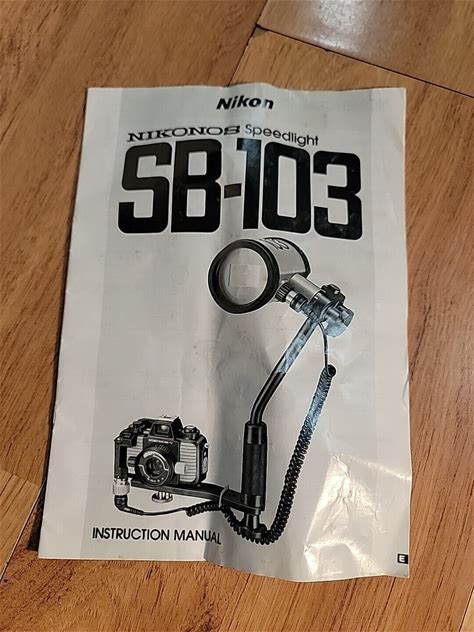 Nikon
NIKONOS Speedlight
SB-103
INSTRUCTION MANUAL
E